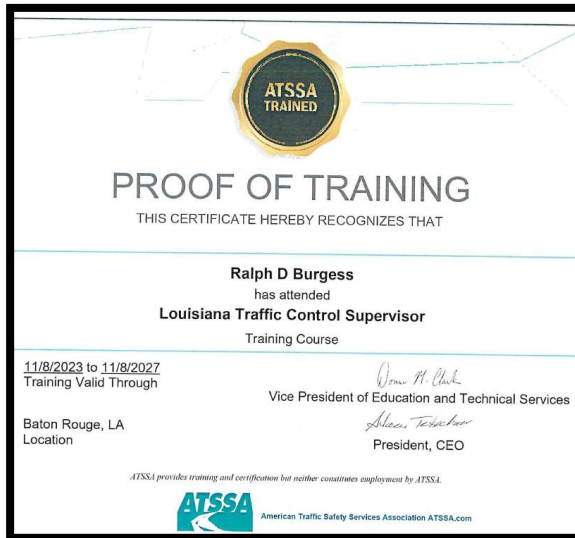 ATSSA
TRAINED
PROOF OF TRAINING
THIS CERTIFICATE HEREBY RECOGNIZES THAT
Ralph D Burgess
has attended
Louisiana Traffic Control Supervisor
Training Course
11/8/2023 to 11/8/2027
Training Valid Through
Vice President of Education and Technical Services
Baton Rouge, LA
Location
President, CEO
ATSSA provides training and certification but neither constitutes employment by ATSSA.
ATSSA
American Traffic Safety Services Association ATSSA.com